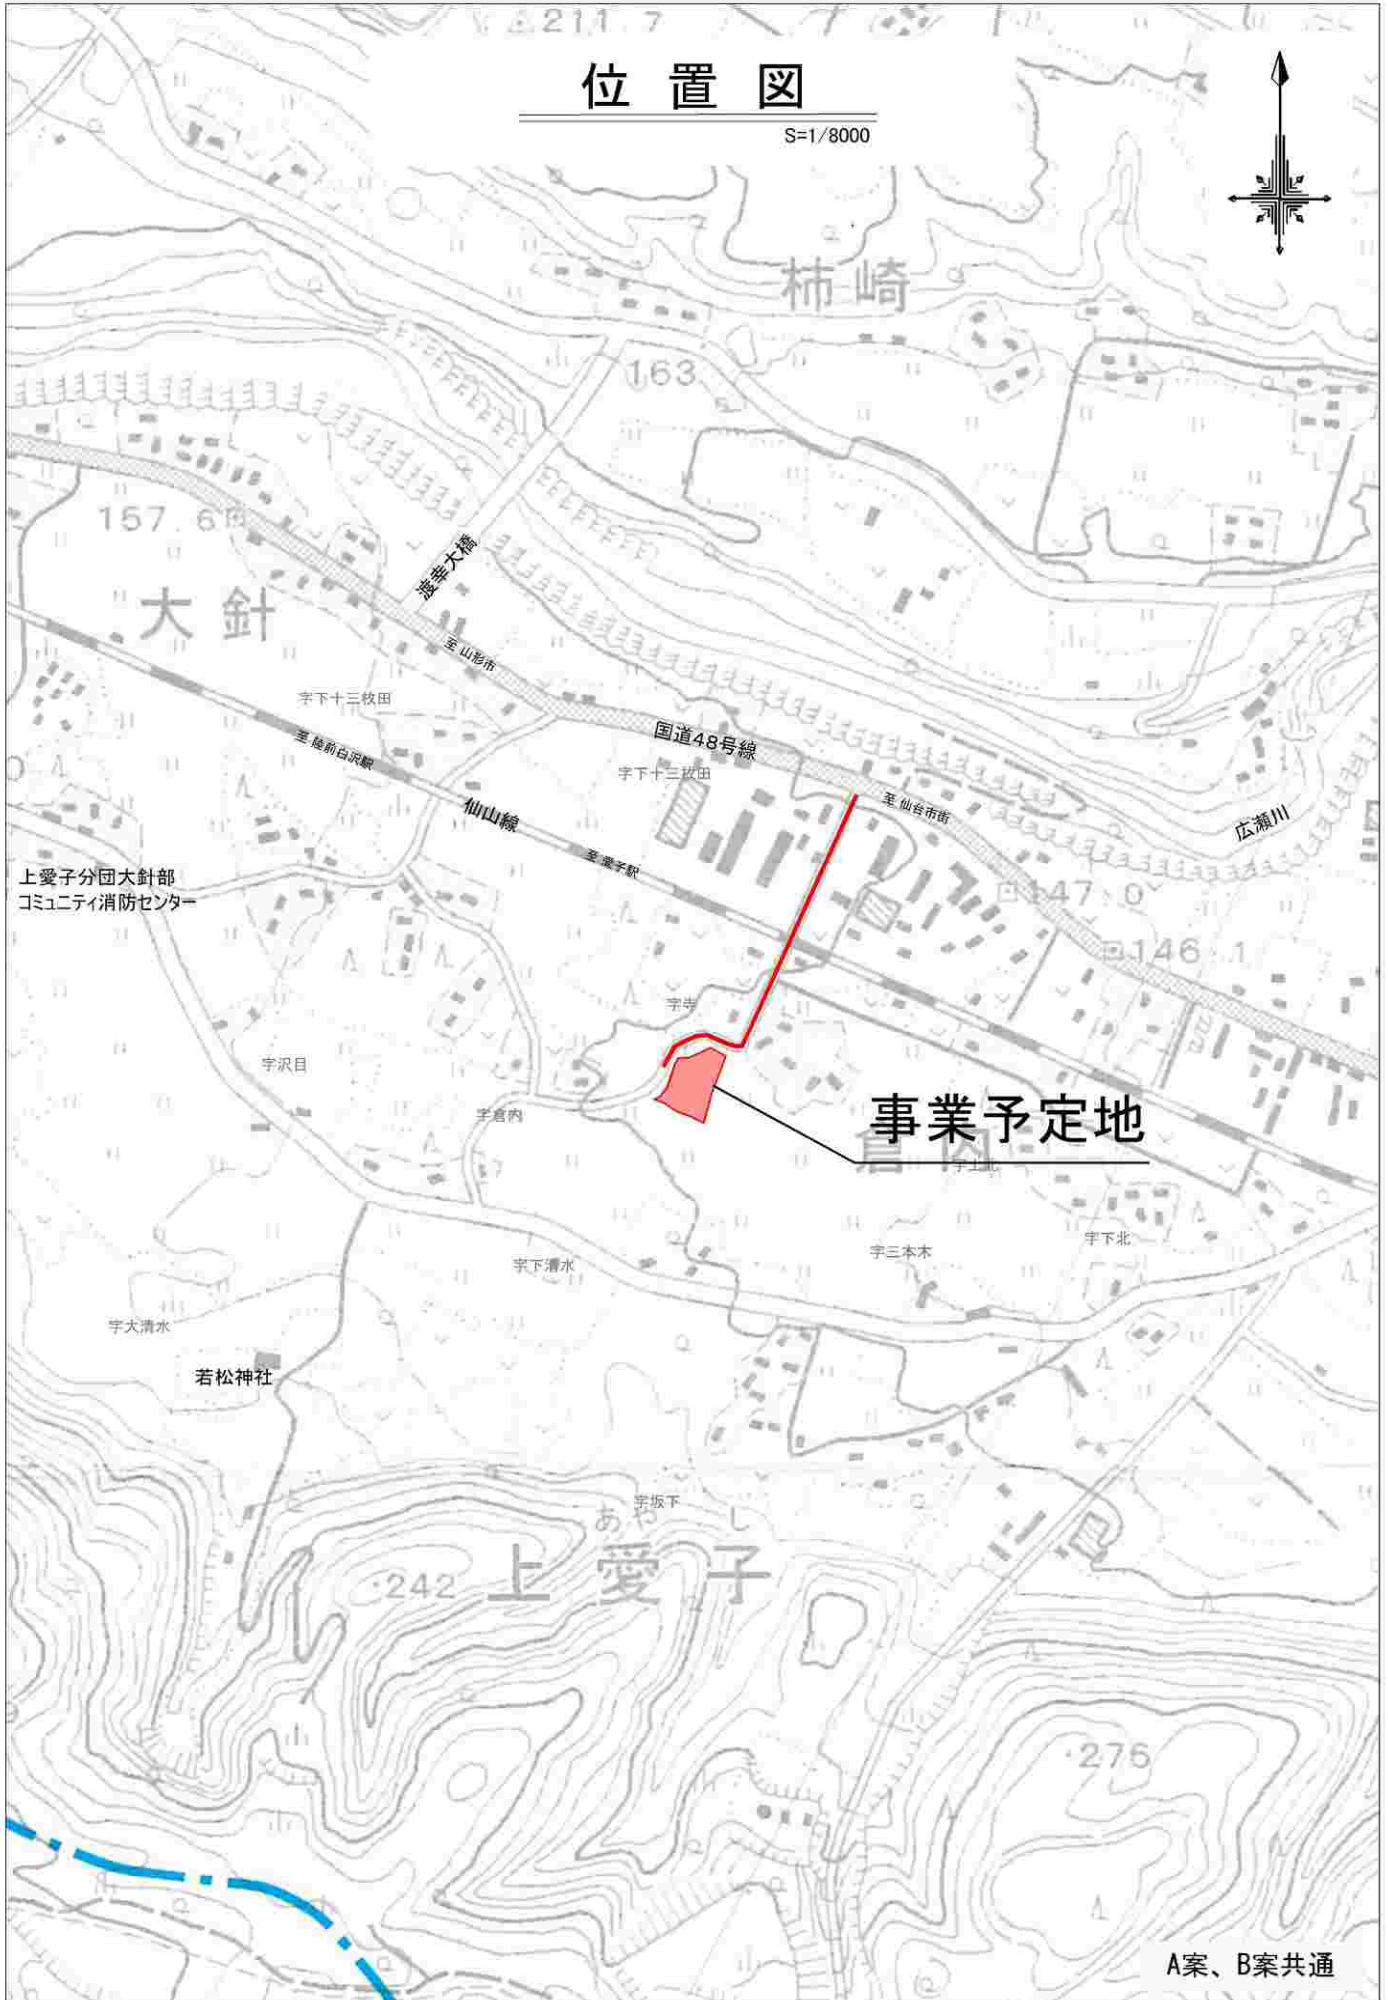 211.7
位置図
S=1/8000
柿崎
163
157.6
渡幸大橋
大針
至 山形市
字下十三枚田
国道48号線
至 陸前白沢駅
字下十三枚田
仙山線
至 仙台市街
広瀬川
至 愛子駅
上愛子分団大針部
コミュニティ消防センター
147.0
146.1
字寺
字沢目
字倉内
事業予定地
倉内
字上北
字下北
字三本木
字下清水
字大清水
若松神社
字坂下
あやし
・242
上愛子
・276
A案、B案共通